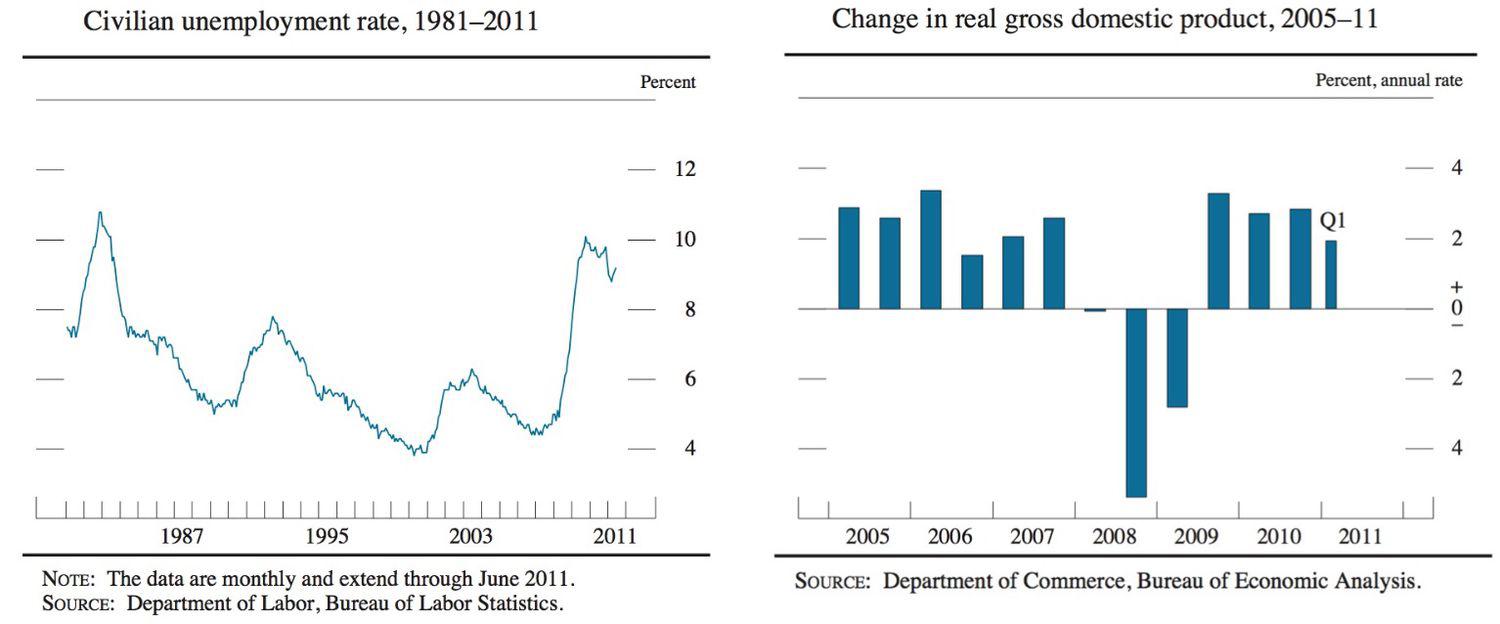 Civilian unemployment rate, 1981–2011
Percent
12
10
8
6
4
1987 1995 2003 2011
NOTE: The data are monthly and extend through June 2011.
SOURCE: Department of Labor, Bureau of Labor Statistics.
Change in real gross domestic product, 2005–11
Percent, annual rate
4
Q1
2
+
0
–
2
4
2005 2006 2007 2008 2009 2010 2011
SOURCE: Department of Commerce, Bureau of Economic Analysis.